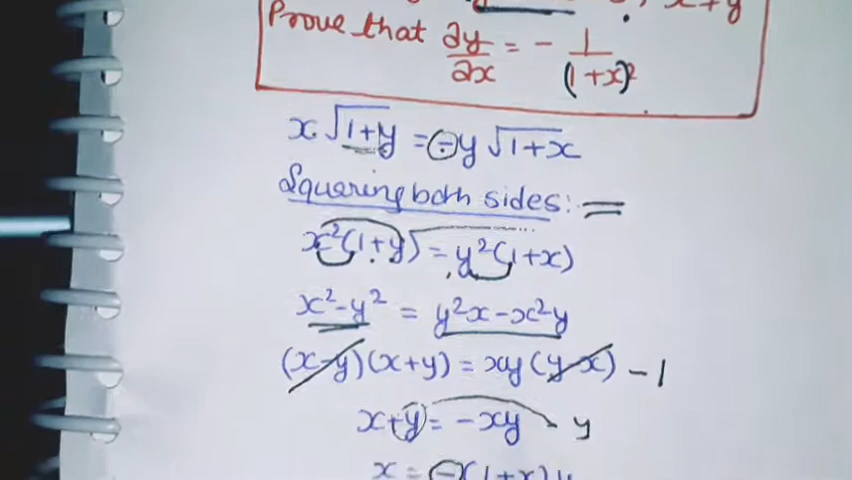 x+y
Prove that ∂y/∂x = - 1/(1+x)²
x √1+y = -y √1+x
Squaring both sides:=
x²(1+y) = y²(1+x)
x²-y² = y²x-x²y
(x-y)(x+y) = xy(y-x) -1
x+y = -xy y
x = -x(1+x)y